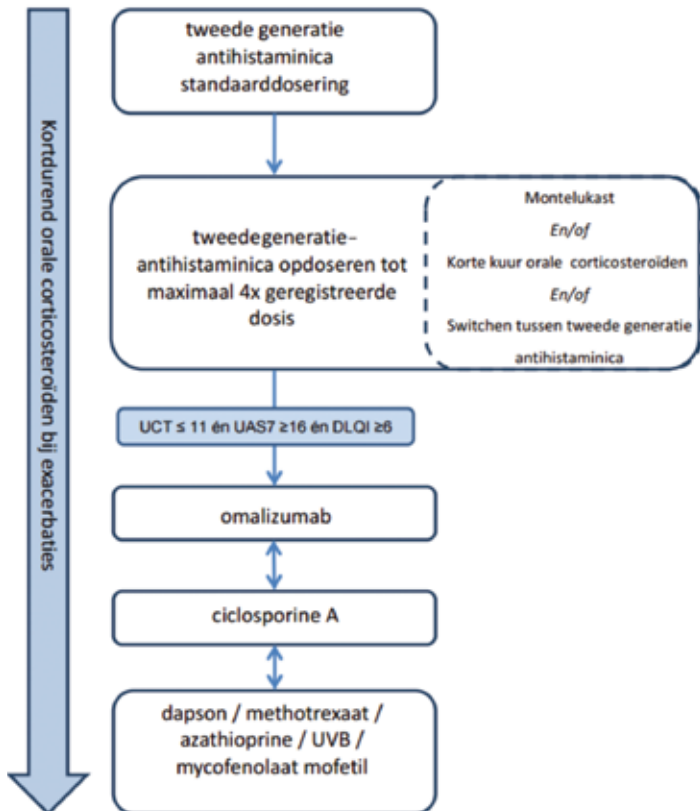 Kortdurend orale corticosteroïden bij exacerbaties
tweede generatie
antihistaminica
standaarddosering
tweedegeneratie-
antihistaminica opdoseren tot
maximaal 4x geregistreerde
dosis
Montelukast
En/of
Korte kuur orale corticosteroïden
En/of
Switchen tussen tweede generatie
antihistaminica
UCT ≤ 11 én UAS7 ≥16 én DLQI ≥6
omalizumab
ciclosporine A
dapson / methotrexaat /
azathioprine / UVB /
mycofenolaat mofetil